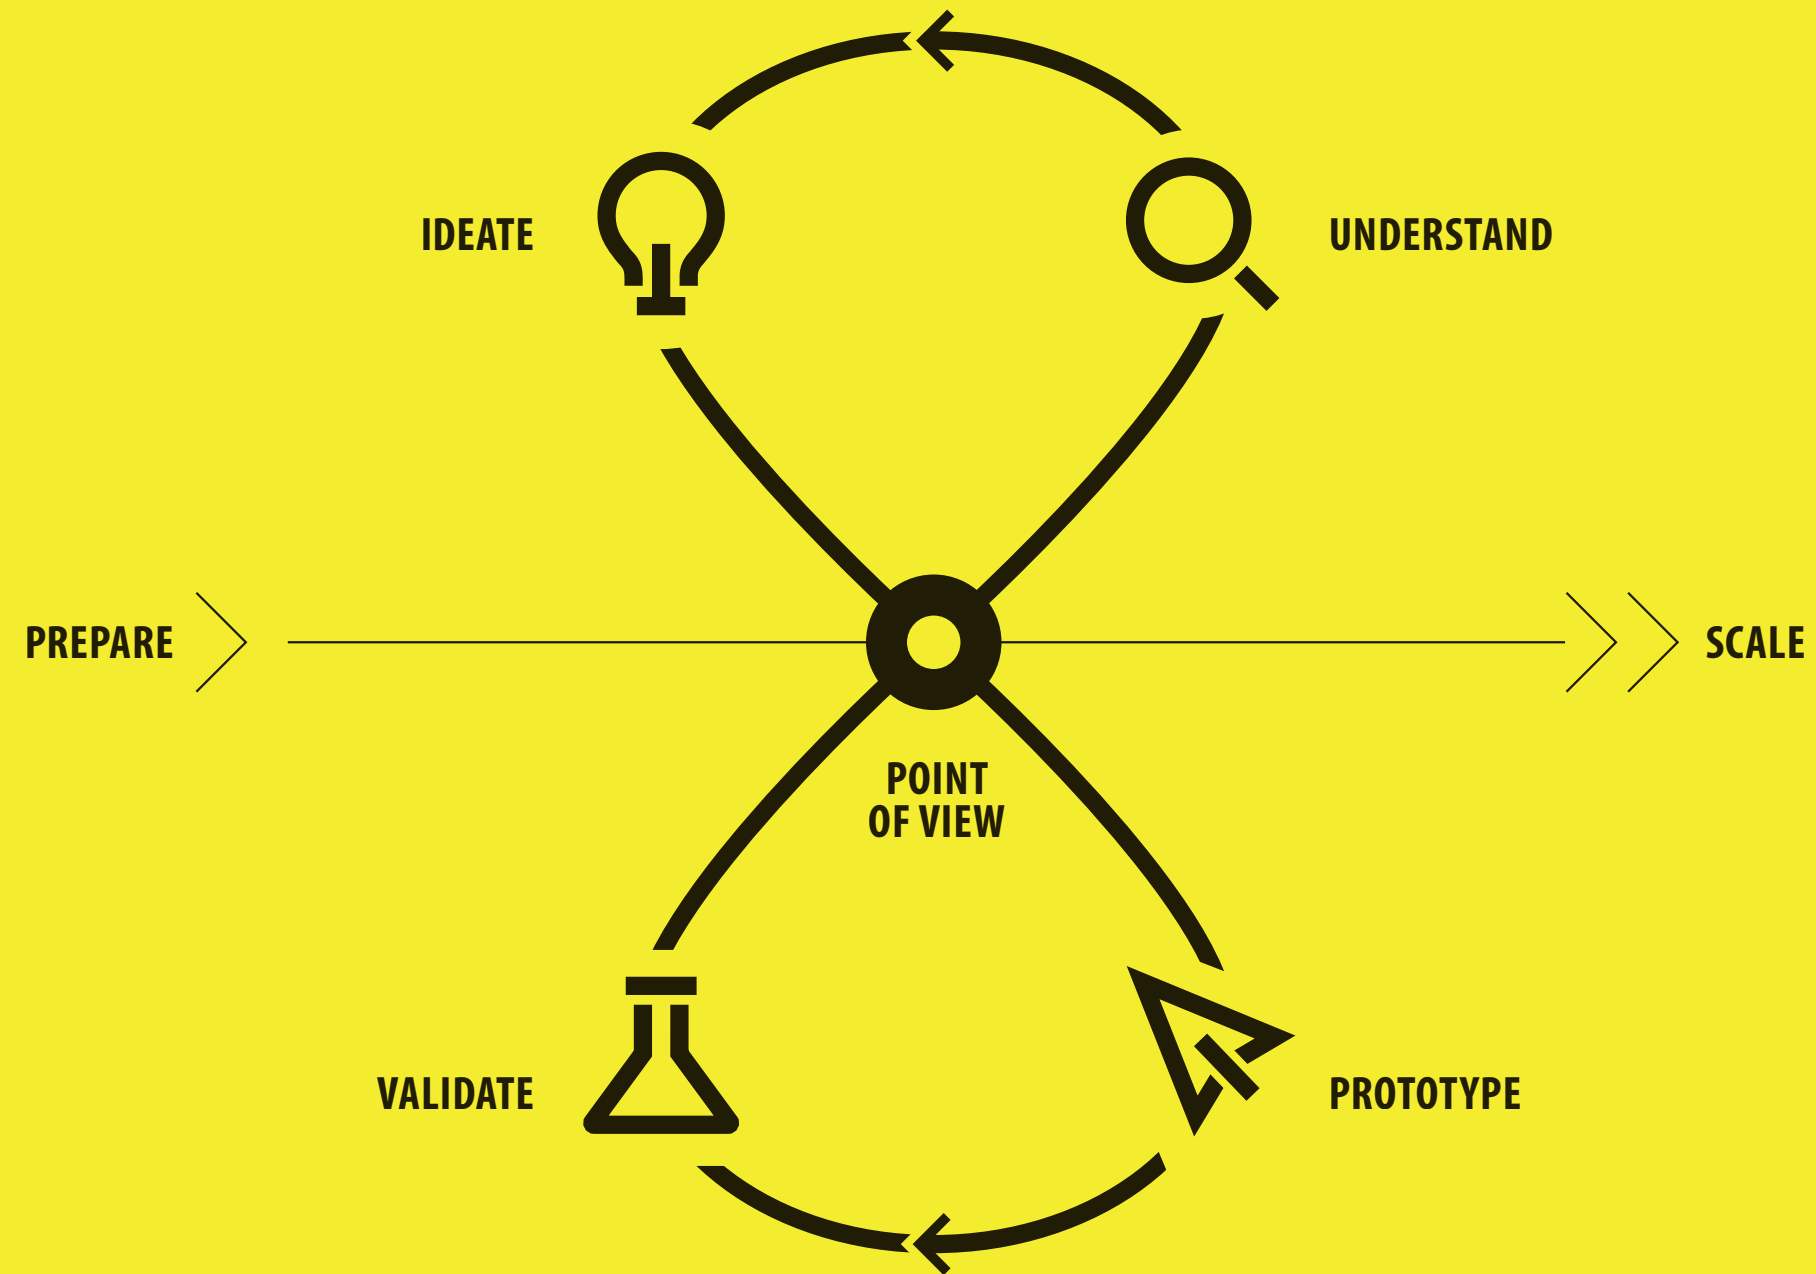 IDEATE
UNDERSTAND
PREPARE
SCALE
POINT
OF VIEW
VALIDATE
PROTOTYPE